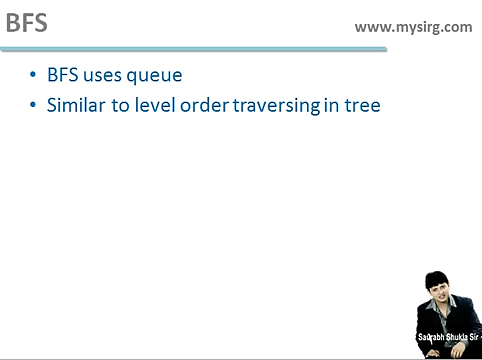 BFS
www.mysirg.com
• BFS uses queue
• Similar to level order traversing in tree
Saurabh Shukla Sir